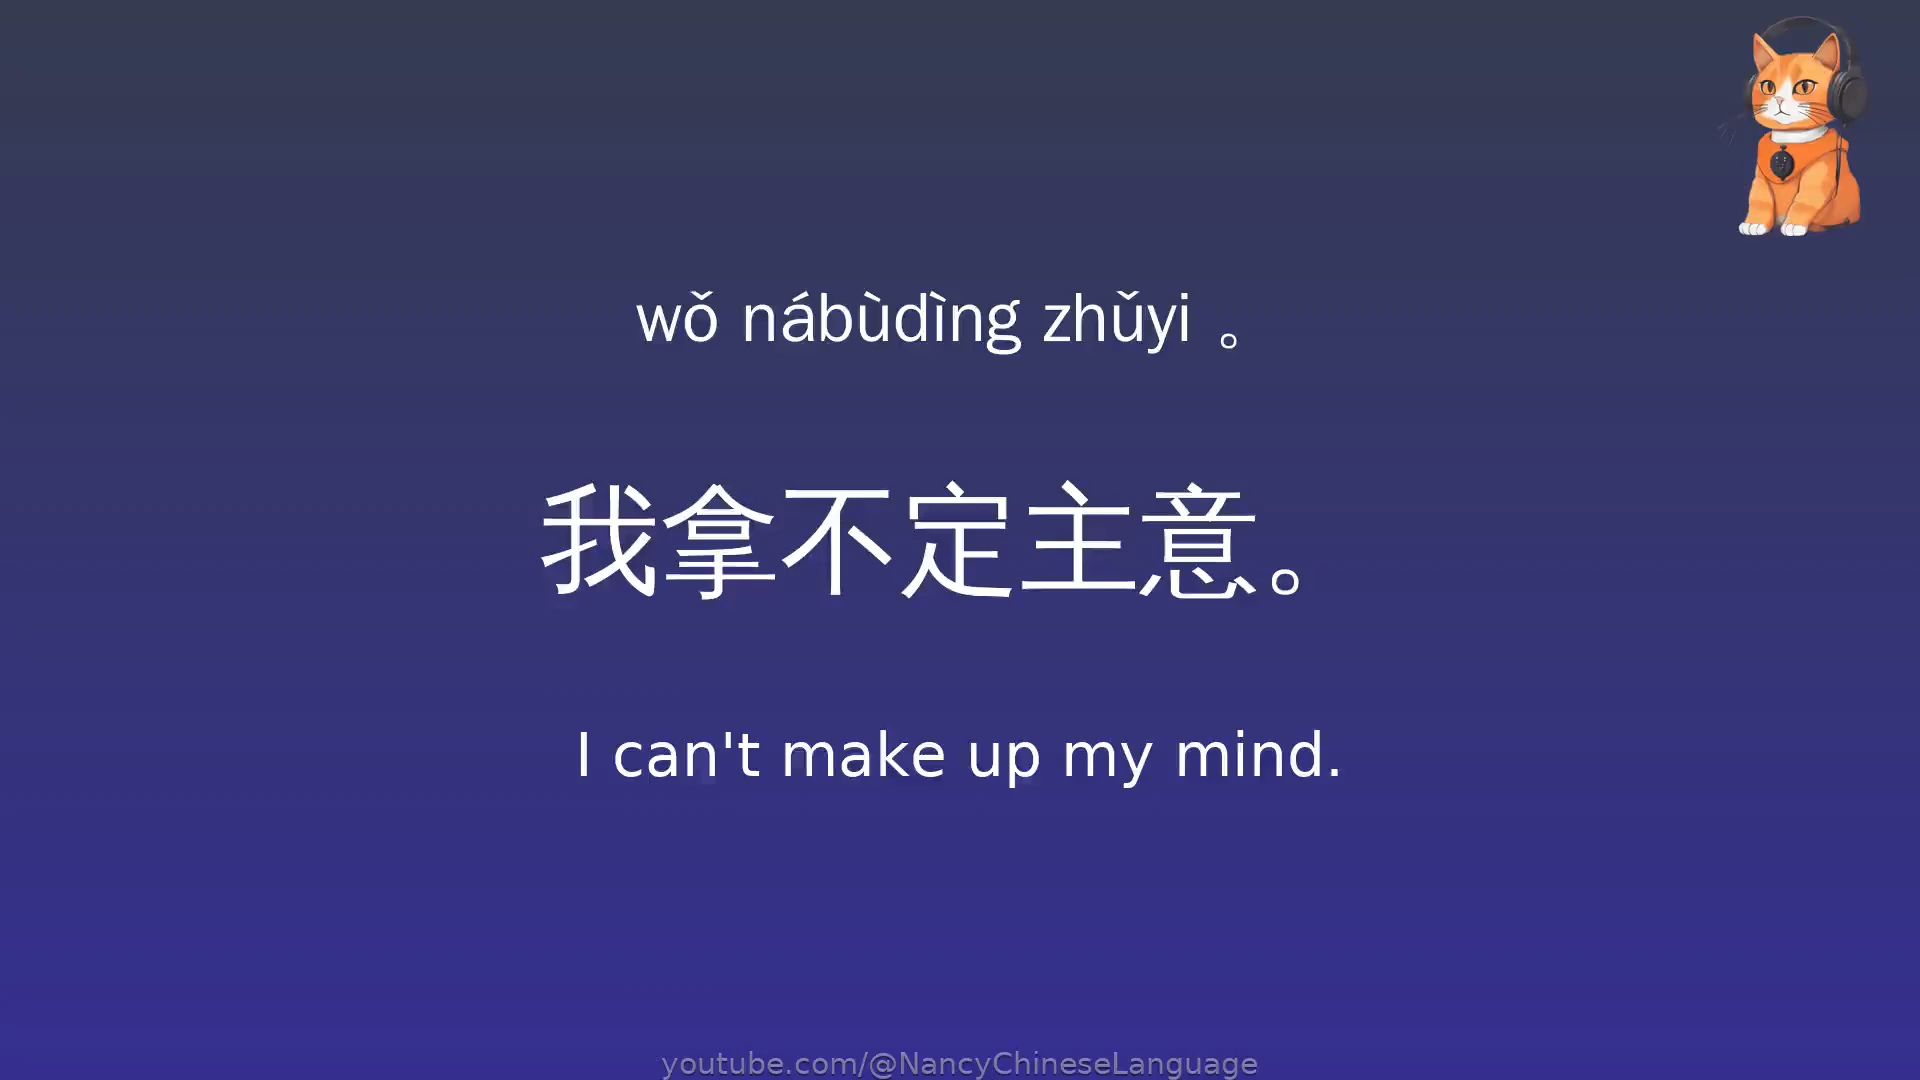 wǒ nábùdìng zhǔyi 。
我拿不定主意。
I can't make up my mind.
youtube.com/@NancyChineseLanguage